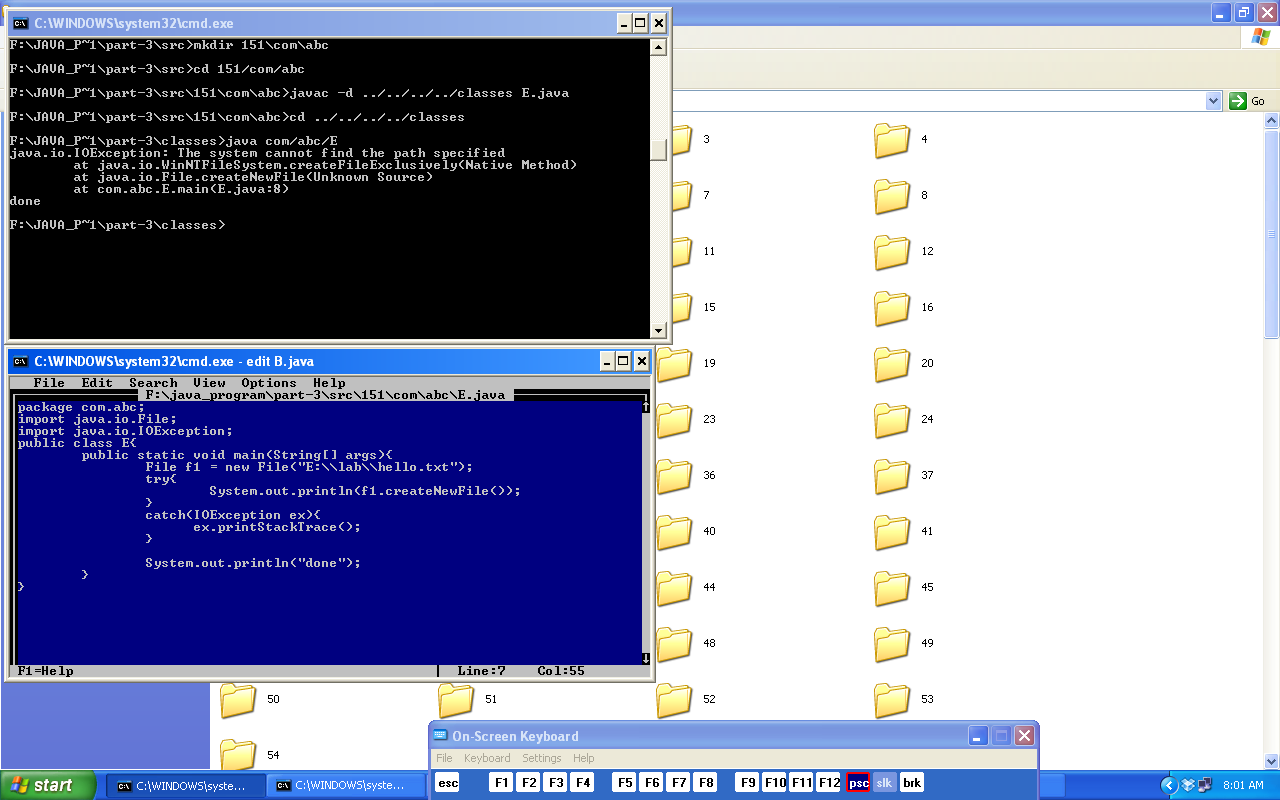 C:\WINDOWS\system32\cmd.exe
F:\JAVA_P~1\part-3\src>mkdir 151\com\abc
F:\JAVA_P~1\part-3\src>cd 151/com/abc
F:\JAVA_P~1\part-3\src\151\com\abc>javac -d ../../../../classes E.java
F:\JAVA_P~1\part-3\src\151\com\abc>cd ../../../../classes
F:\JAVA_P~1\part-3\classes>java com/abc/E
java.io.IOException: The system cannot find the path specified
        at java.io.WinNTFileSystem.createFileExclusively(Native Method)
        at java.io.File.createNewFile(Unknown Source)
        at com.abc.E.main(E.java:8)
done
F:\JAVA_P~1\part-3\classes>
Go
3 4
7 8
11 12
15 16
19 20
23 24
36 37
40 41
44 45
48 49
50 51 52 53
54
C:\WINDOWS\system32\cmd.exe - edit B.java
File Edit Search View Options Help
F:\java_program\part-3\src\151\com\abc\E.java
package com.abc;
import java.io.File;
import java.io.IOException;
public class E{
        public static void main(String[] args){
                File f1 = new File("E:\\lab\\hello.txt");
                try{
                        System.out.println(f1.createNewFile());
                }
                catch(IOException ex){
                      ex.printStackTrace();
                }
                System.out.println("done");
        }
}
F1=Help Line:7 Col:55
On-Screen Keyboard
File Keyboard Settings Help
esc F1 F2 F3 F4 F5 F6 F7 F8 F9 F10 F11 F12 psc slk brk
start C:\WINDOWS\syste... C:\WINDOWS\syste... 8:01 AM